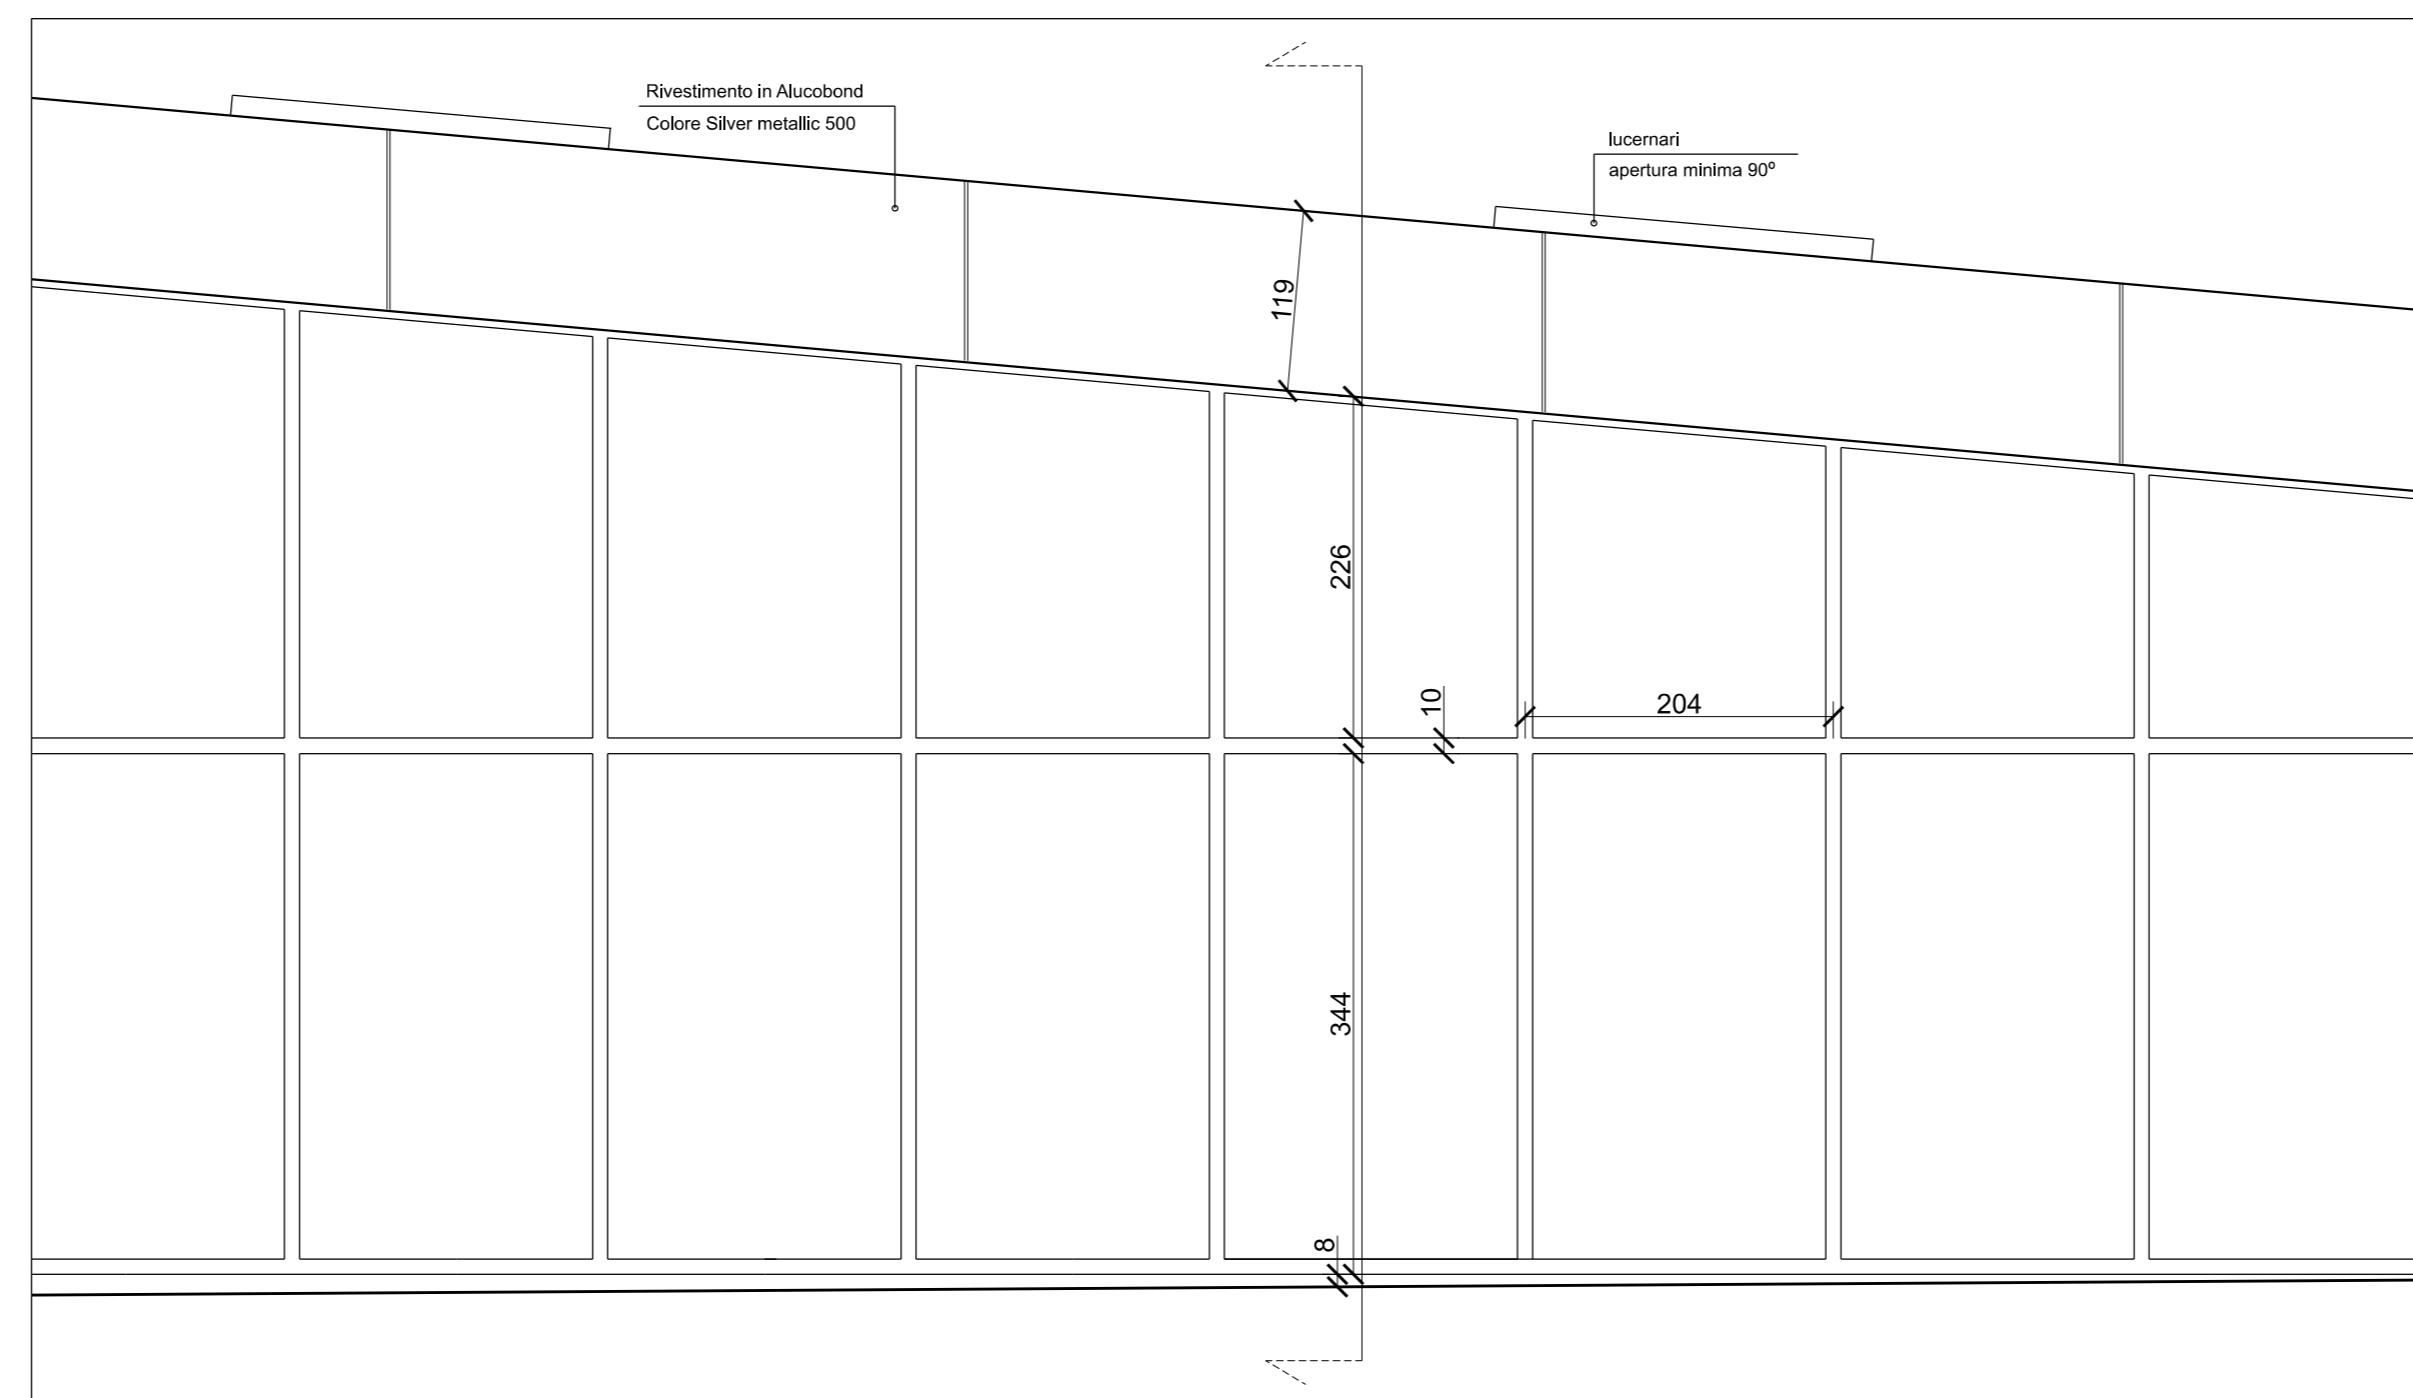 Rivestimento in Alucobond
Colore Silver metallic 500
lucernari
apertura minima 90º
119
226
10
204
344
8